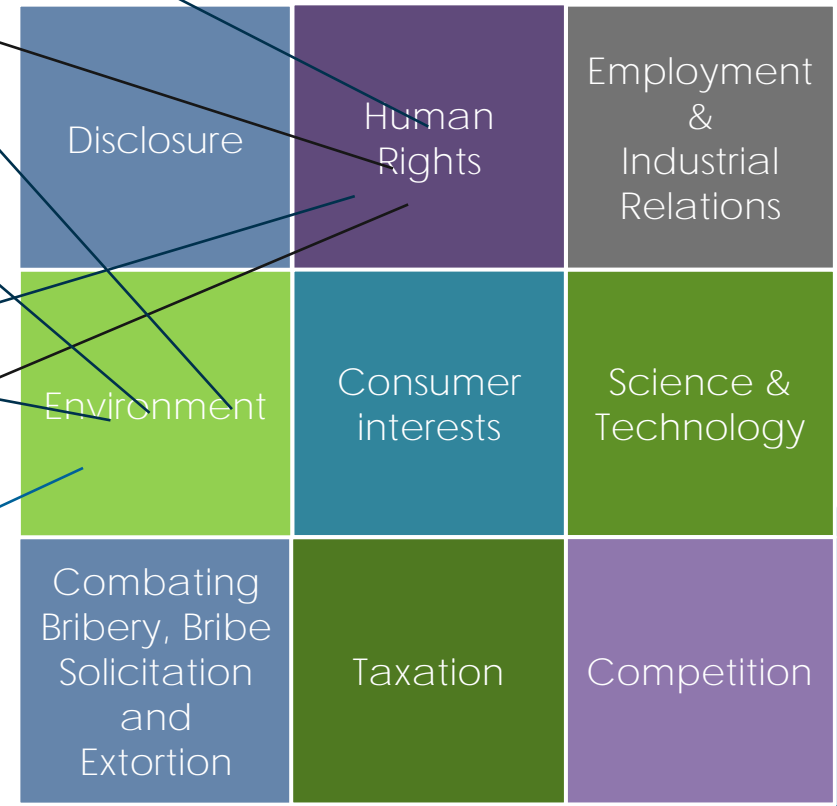 Disclosure
Human
Rights
Employment
&
Industrial
Relations
Environment
Consumer
interests
Science &
Technology
Combating
Bribery, Bribe
Solicitation
and
Extortion
Taxation
Competition